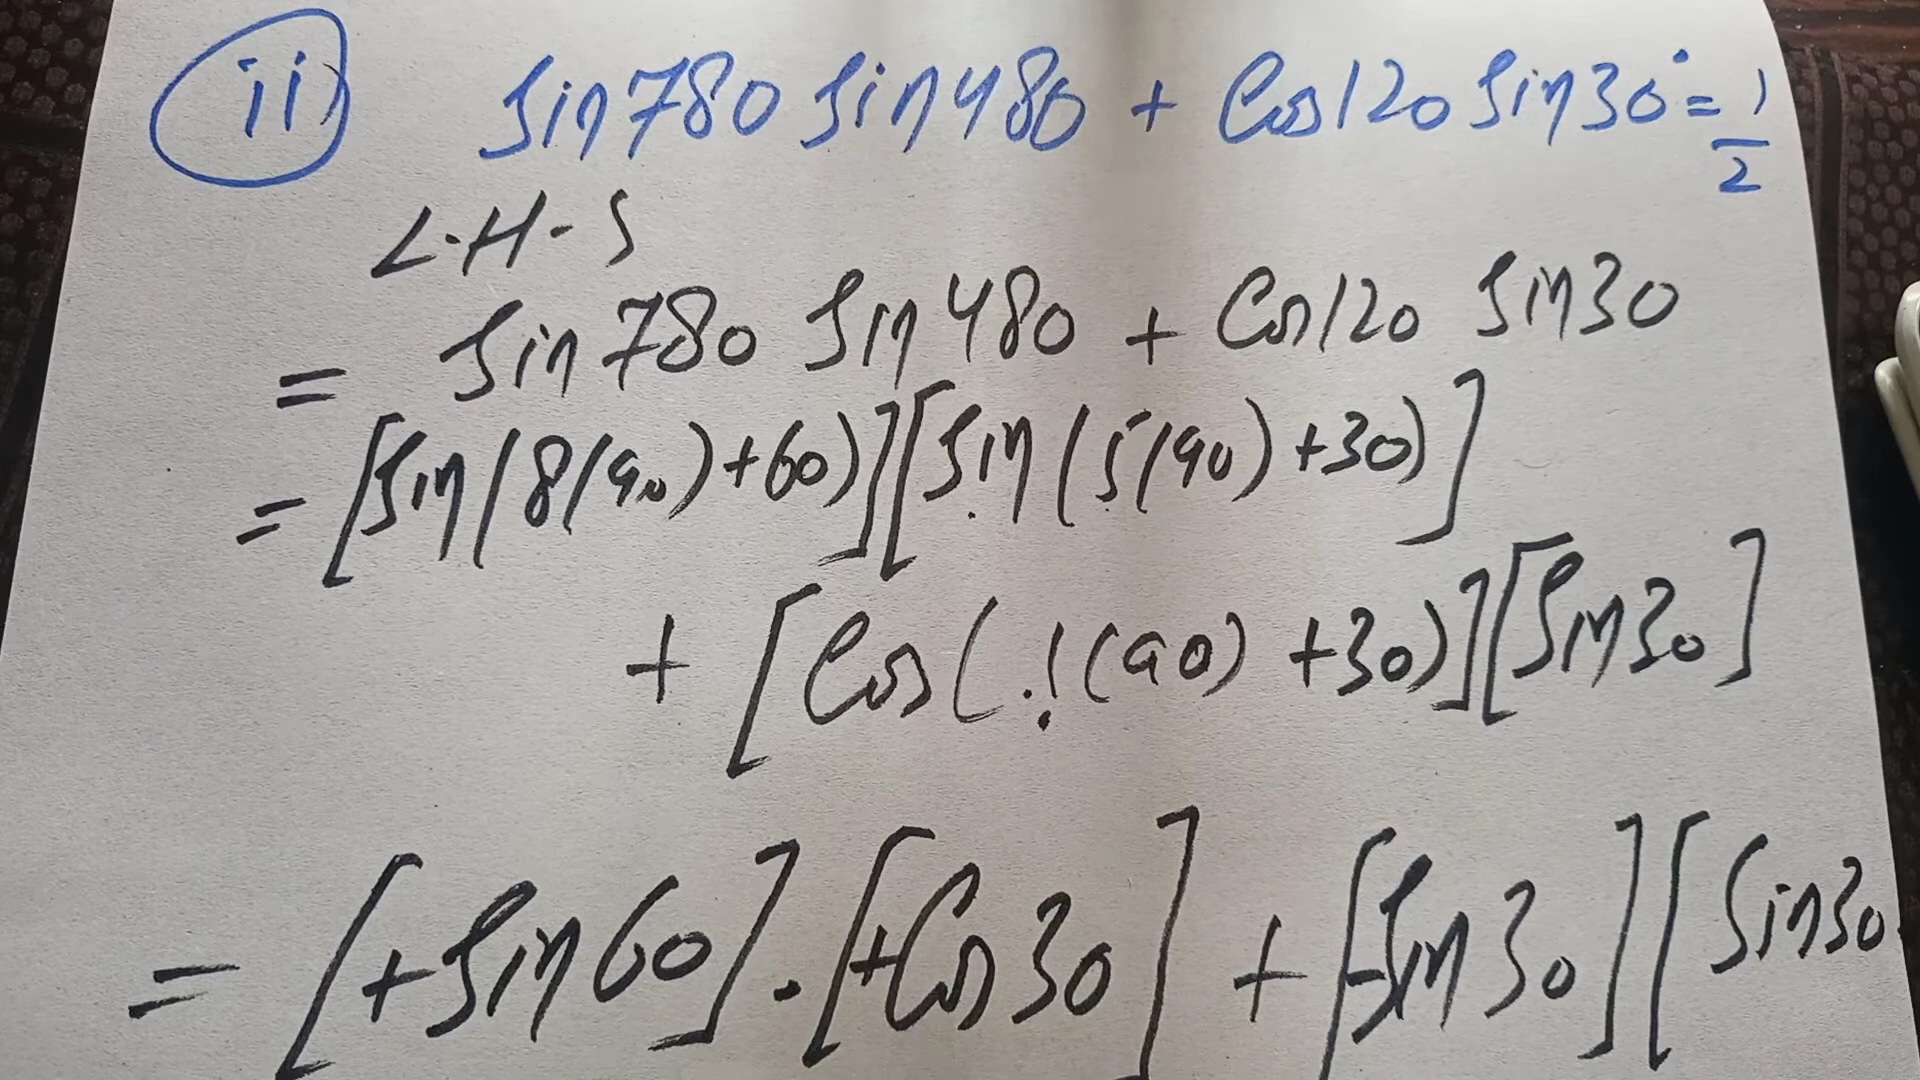 ii) sin780 sin480 + Cos120 sin30° = 1/2
L.H.S
= sin780 sin480 + Cos120 sin30
= [sin(8(90)+60)][sin(5(90)+30)]
+ [Cos(1(90)+30)][sin30]
= [+sin60].[+Cos30] + [-sin30][sin30